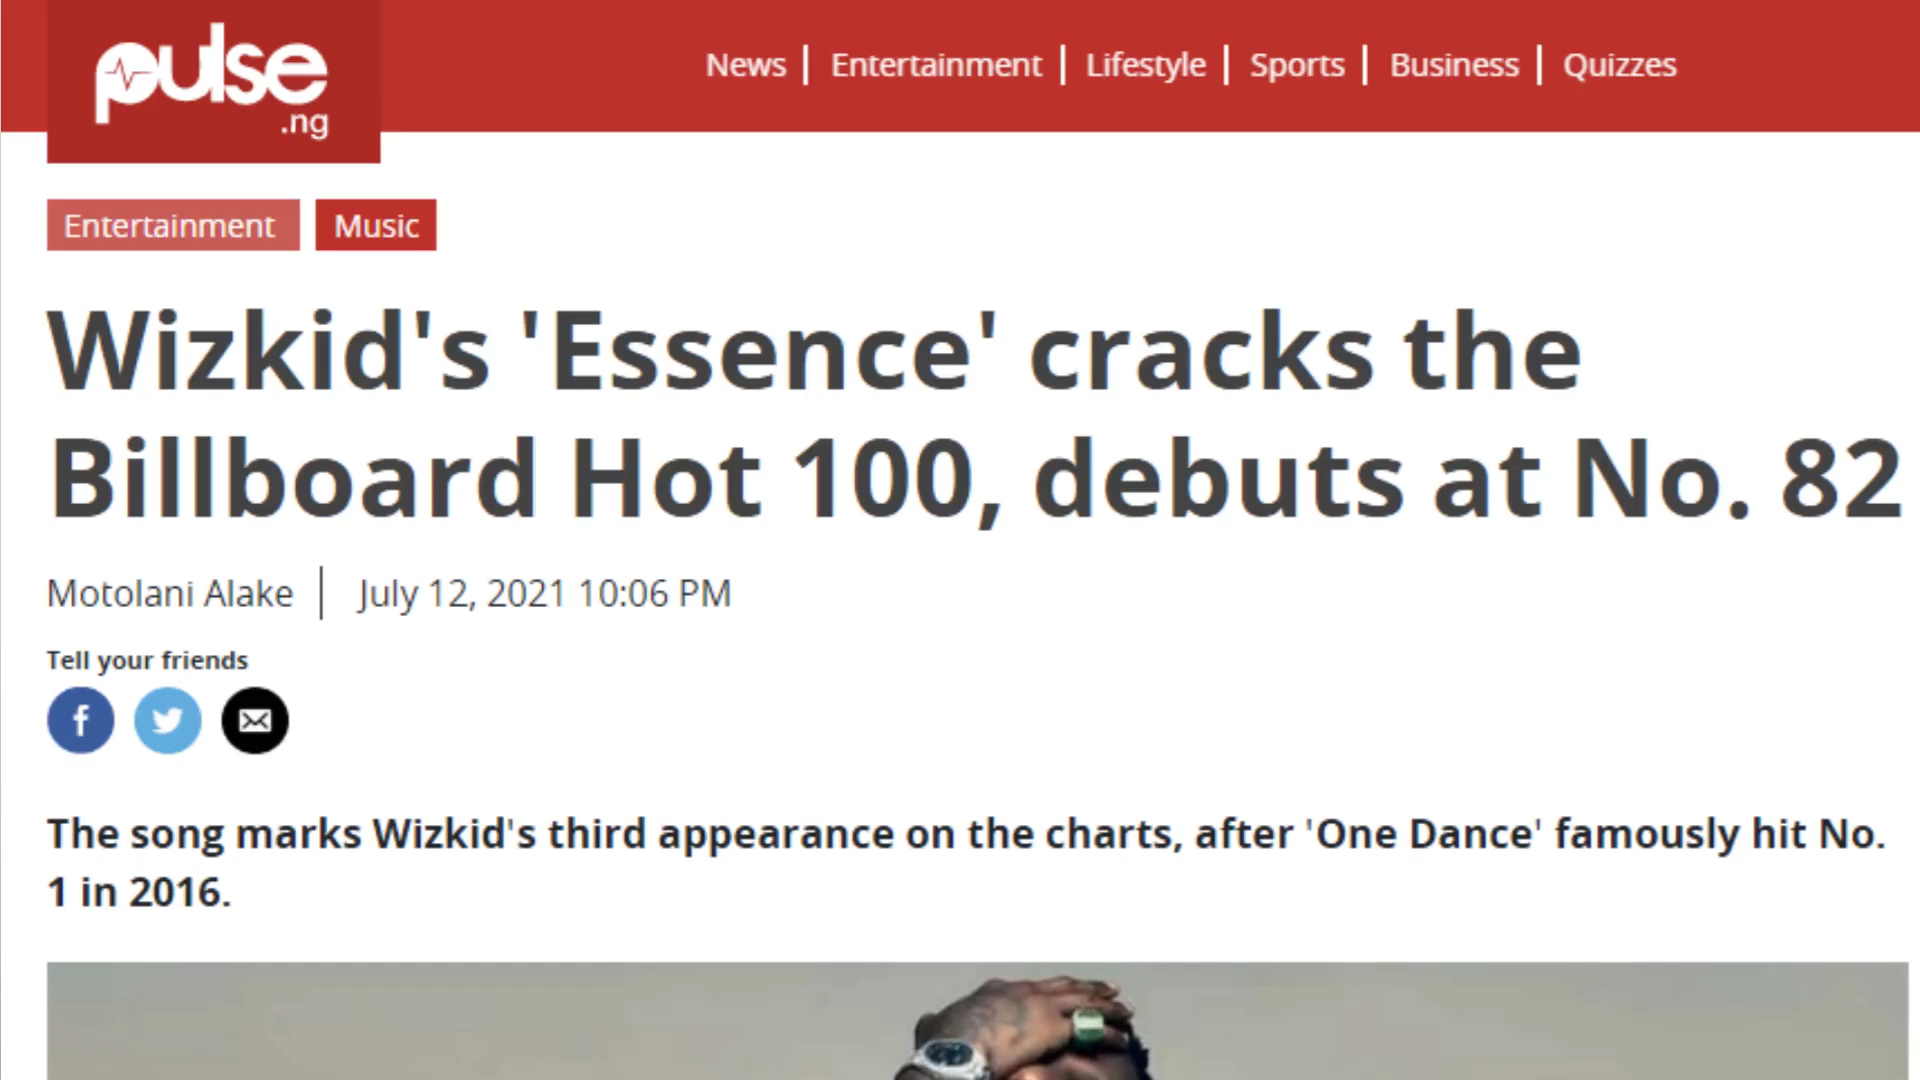 pulse
.ng
News | Entertainment | Lifestyle | Sports | Business | Quizzes
Entertainment Music
Wizkid's 'Essence' cracks the
Billboard Hot 100, debuts at No. 82
Motolani Alake | July 12, 2021 10:06 PM
Tell your friends
The song marks Wizkid's third appearance on the charts, after 'One Dance' famously hit No.
1 in 2016.